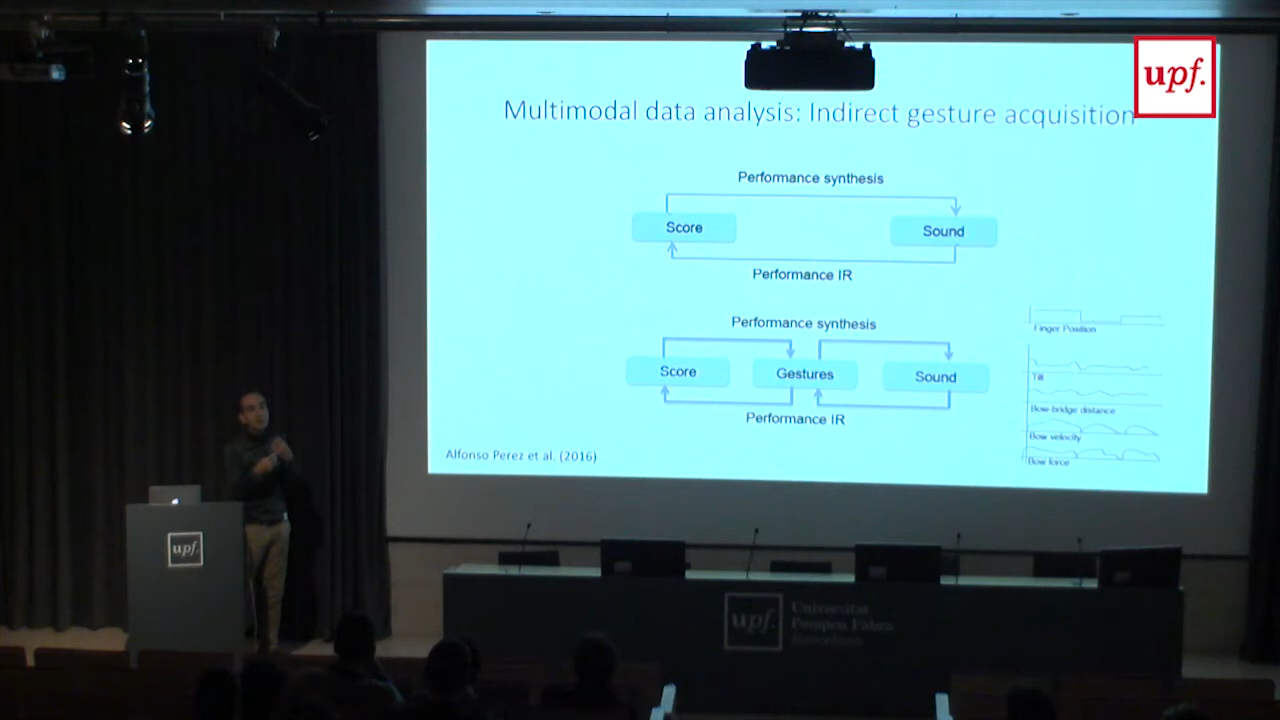 upf.
Multimodal data analysis: Indirect gesture acquisition
Performance synthesis
Score
Sound
Performance IR
Performance synthesis
Score
Gestures
Sound
Performance IR
Finger Position
Tilt
Bow-bridge distance
Bow velocity
Bow force
Alfonso Perez et al. (2016)
upf.
upf.
Universitat
Pompeu Fabra
Barcelona